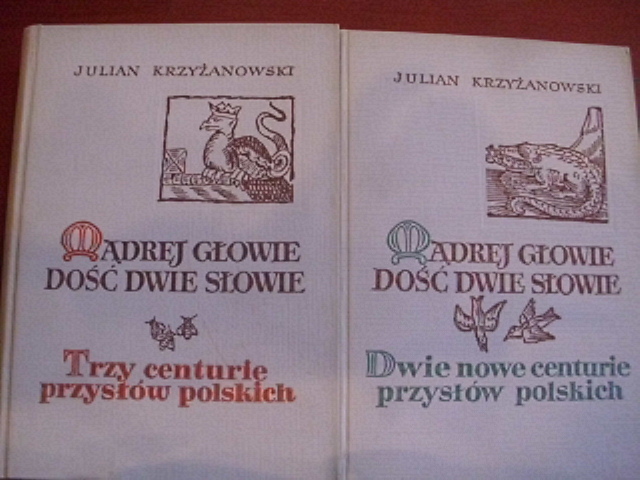 JULIAN KRZYŻANOWSKI
MĄDREJ GŁOWIE
DOŚĆ DWIE SŁOWIE
Trzy centurie
przysłów polskich
JULIAN KRZYŻANOWSKI
MĄDREJ GŁOWIE
DOŚĆ DWIE SŁOWIE
Dwie nowe centurie
przysłów polskich